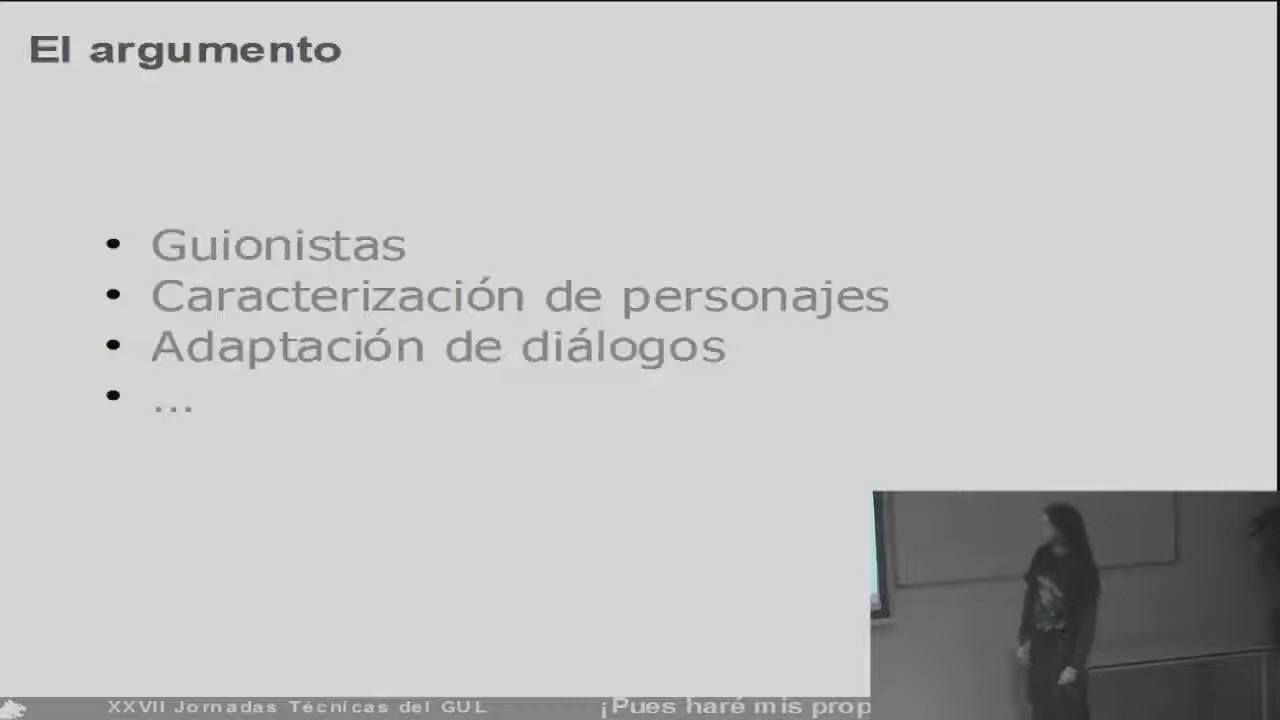 El argumento
• Guionistas
• Caracterización de personajes
• Adaptación de diálogos
• ...
XXVII Jornadas Técnicas del GUL
¡Pues haré mis prop